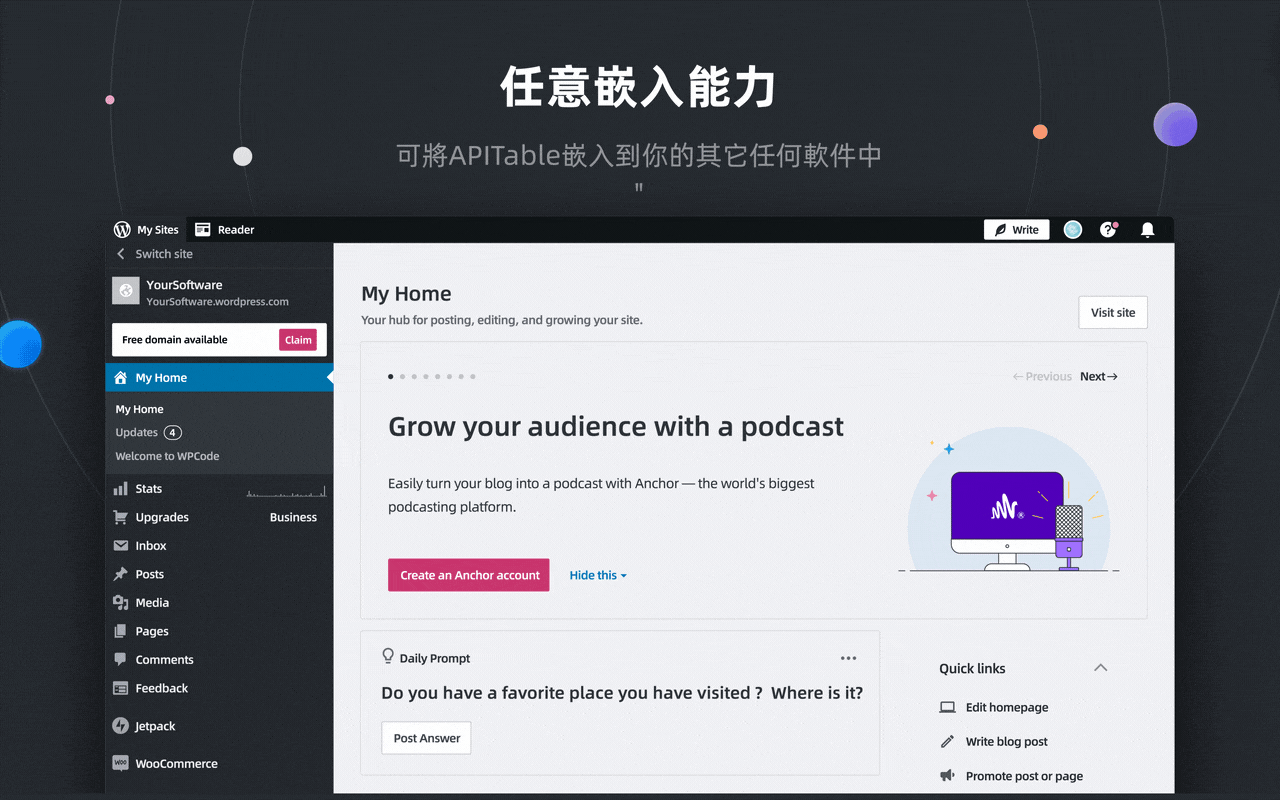 任意嵌入能力
可將APITable嵌入到你的其它任何軟件中
"
My Sites
Reader
Write
Switch site
YourSoftware
YourSoftware.wordpress.com
Free domain available
Claim
My Home
My Home
Updates 4
Welcome to WPCode
Stats
Upgrades Business
Inbox
Posts
Media
Pages
Comments
Feedback
Jetpack
WOO WooCommerce
My Home
Your hub for posting, editing, and growing your site.
Visit site
←Previous Next→
Grow your audience with a podcast
Easily turn your blog into a podcast with Anchor — the world's biggest
podcasting platform.
Create an Anchor account
Hide this
Daily Prompt
Do you have a favorite place you have visited ? Where is it?
Post Answer
Quick links
Edit homepage
Write blog post
Promote post or page